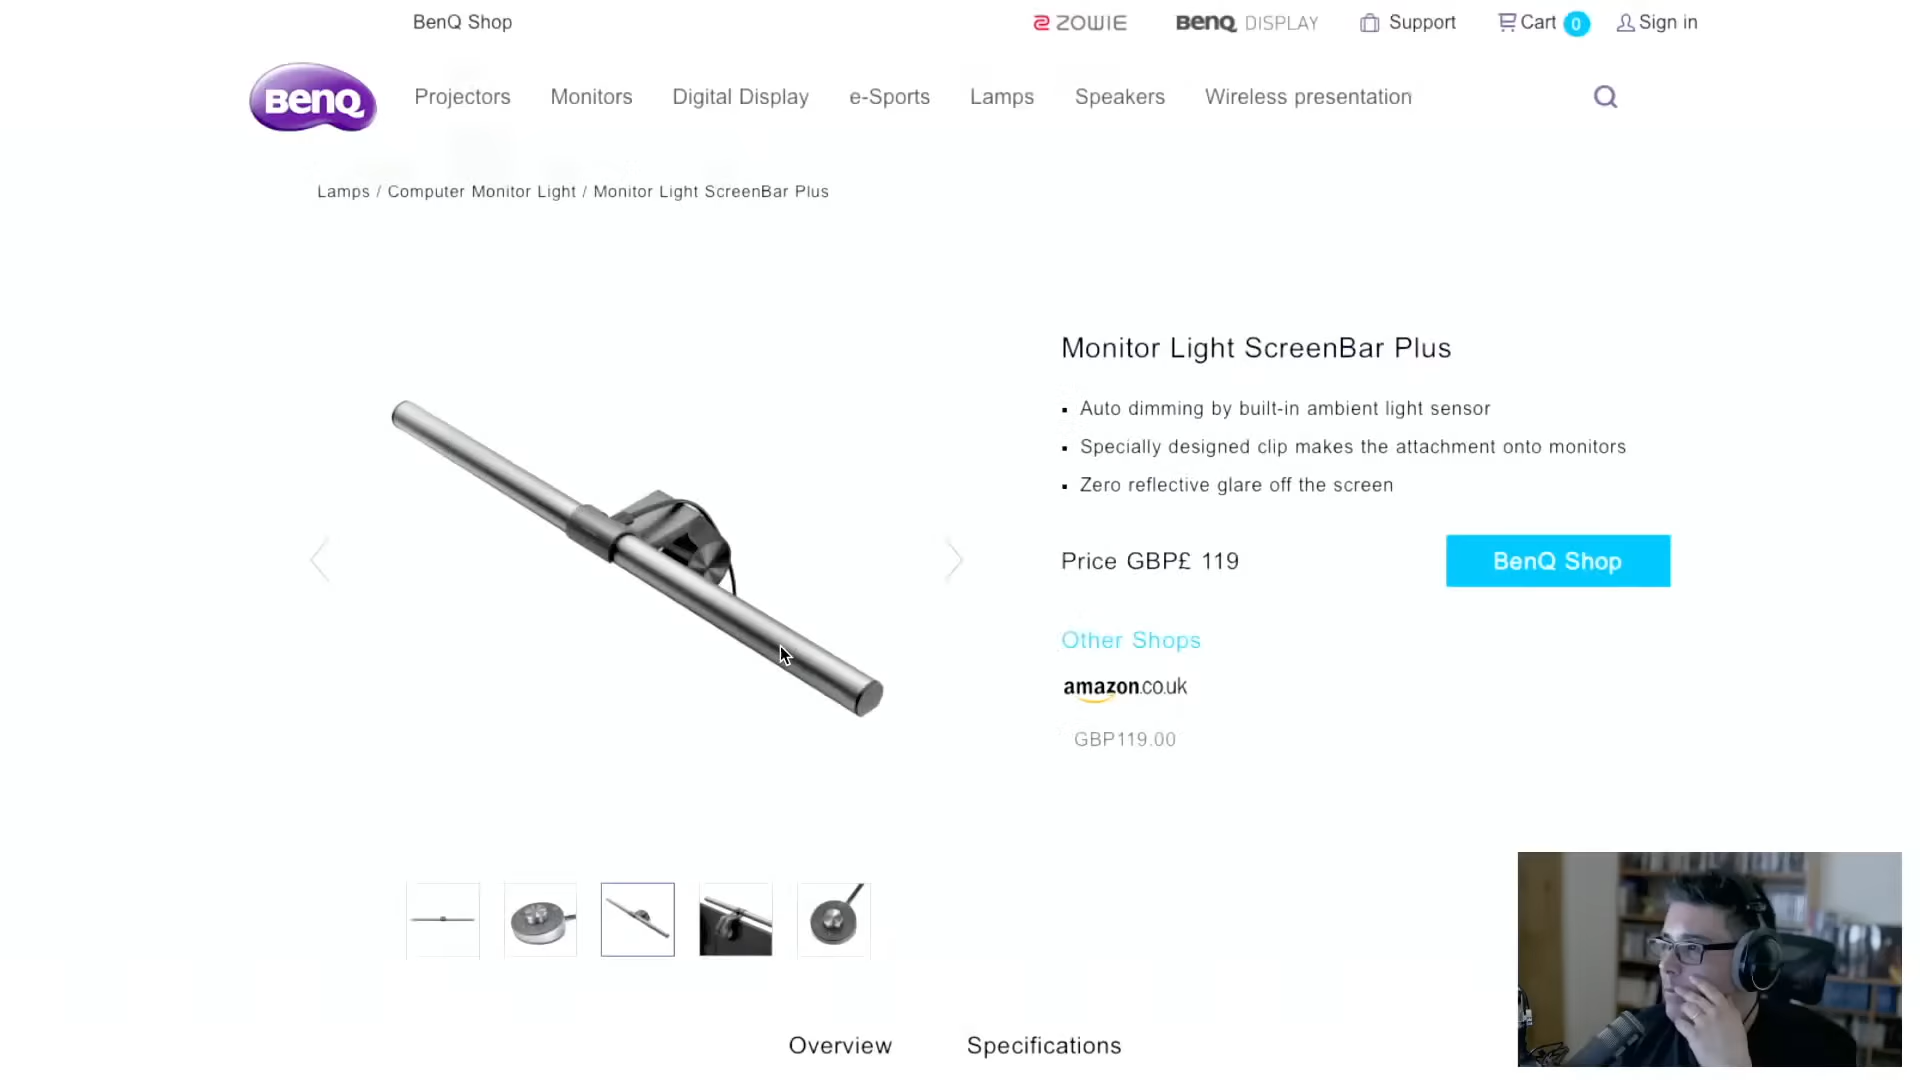 BenQ Shop
ZOWIE
BenQ DISPLAY
Support
Cart 0
Sign in
BenQ
Projectors
Monitors
Digital Display
e-Sports
Lamps
Speakers
Wireless presentation
Lamps / Computer Monitor Light / Monitor Light ScreenBar Plus
Monitor Light ScreenBar Plus
Auto dimming by built-in ambient light sensor
Specially designed clip makes the attachment onto monitors
Zero reflective glare off the screen
Price GBP£ 119
BenQ Shop
Other Shops
amazon.co.uk
GBP119.00
Overview
Specifications